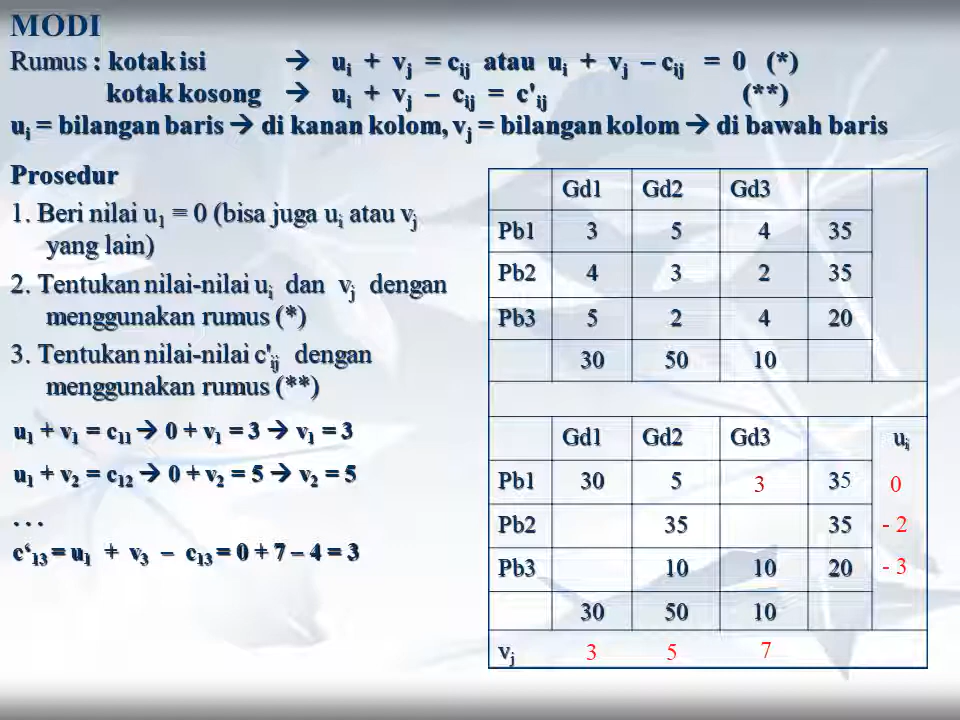 MODI
Rumus : kotak isi → uᵢ + vⱼ = cᵢⱼ atau uᵢ + vⱼ – cᵢⱼ = 0 (*)
kotak kosong → uᵢ + vⱼ – cᵢⱼ = c'ᵢⱼ (**)
uᵢ = bilangan baris → di kanan kolom, vⱼ = bilangan kolom → di bawah baris
Prosedur
1. Beri nilai u₁ = 0 (bisa juga uᵢ atau vⱼ
yang lain)
2. Tentukan nilai-nilai uᵢ dan vⱼ dengan
menggunakan rumus (*)
3. Tentukan nilai-nilai c'ᵢⱼ dengan
menggunakan rumus (**)
u₁ + v₁ = c₁₁ → 0 + v₁ = 3 → v₁ = 3
u₁ + v₂ = c₁₂ → 0 + v₂ = 5 → v₂ = 5
. . .
c‘₁₃ = u₁ + v₃ – c₁₃ = 0 + 7 – 4 = 3
Gd1 Gd2 Gd3
Pb1 3 5 4 35
Pb2 4 3 2 35
Pb3 5 2 4 20
30 50 10
Gd1 Gd2 Gd3 uᵢ
Pb1 30 5 3 35 0
Pb2 35 35 - 2
Pb3 10 10 20 - 3
30 50 10
vⱼ 3 5 7